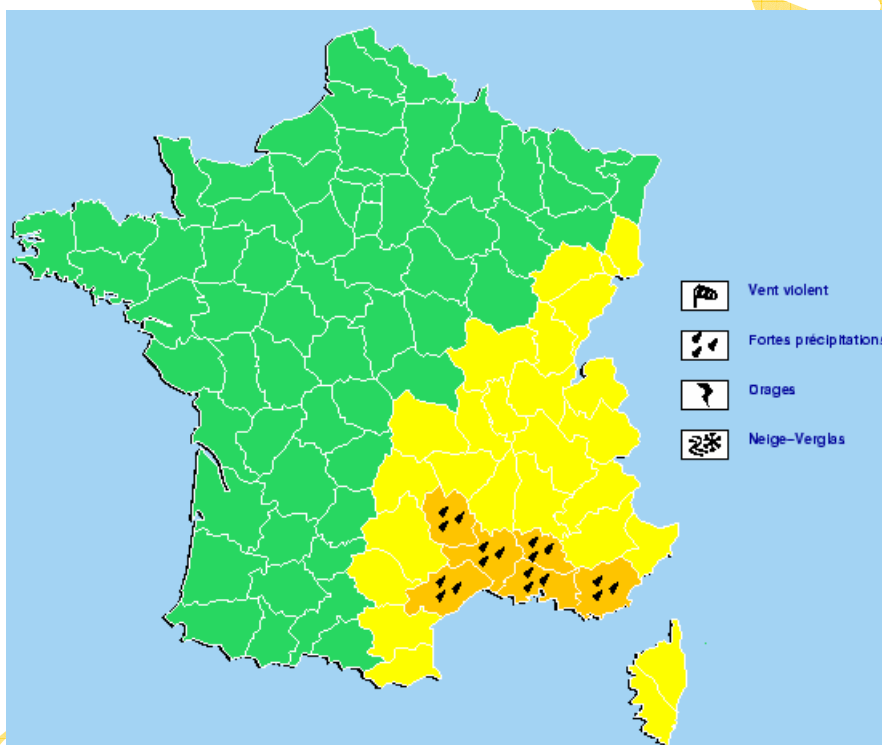 Vent violent
Fortes précipitations
Orages
Neige-Verglas